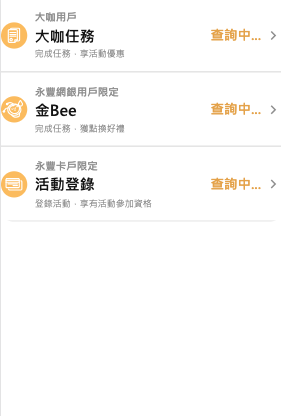 大咖用戶
大咖任務
查詢中...
完成任務，享活動優惠
永豐網銀用戶限定
金Bee
查詢中...
完成任務，獲點換好禮
永豐卡戶限定
活動登錄
查詢中...
登錄活動，享有活動參加資格